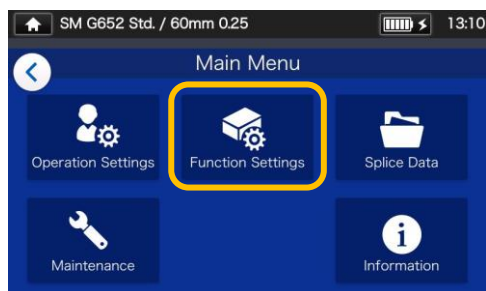 SM G652 Std. / 60mm 0.25 13:10
Main Menu
Operation Settings Function Settings Splice Data
Maintenance Information